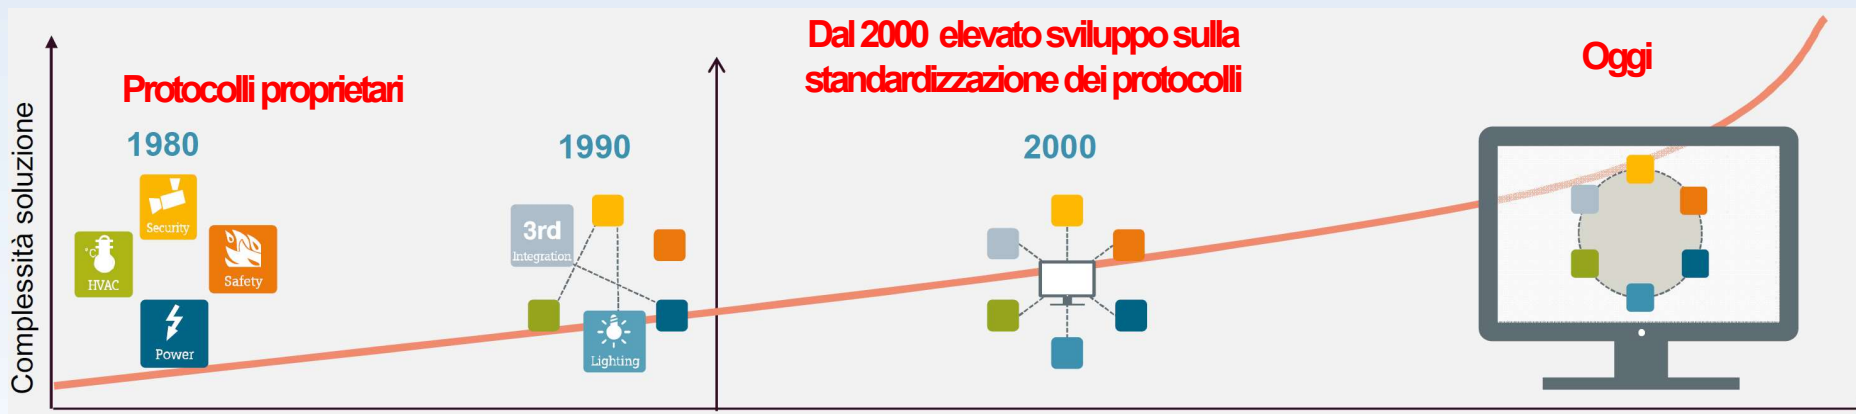 Complessità soluzione
Protocolli proprietari
1980
Security
°C
HVAC
Safety
Power
1990
3rd
Integration
Lighting
Dal 2000 elevato sviluppo sulla
standardizzazione dei protocolli
2000
Oggi